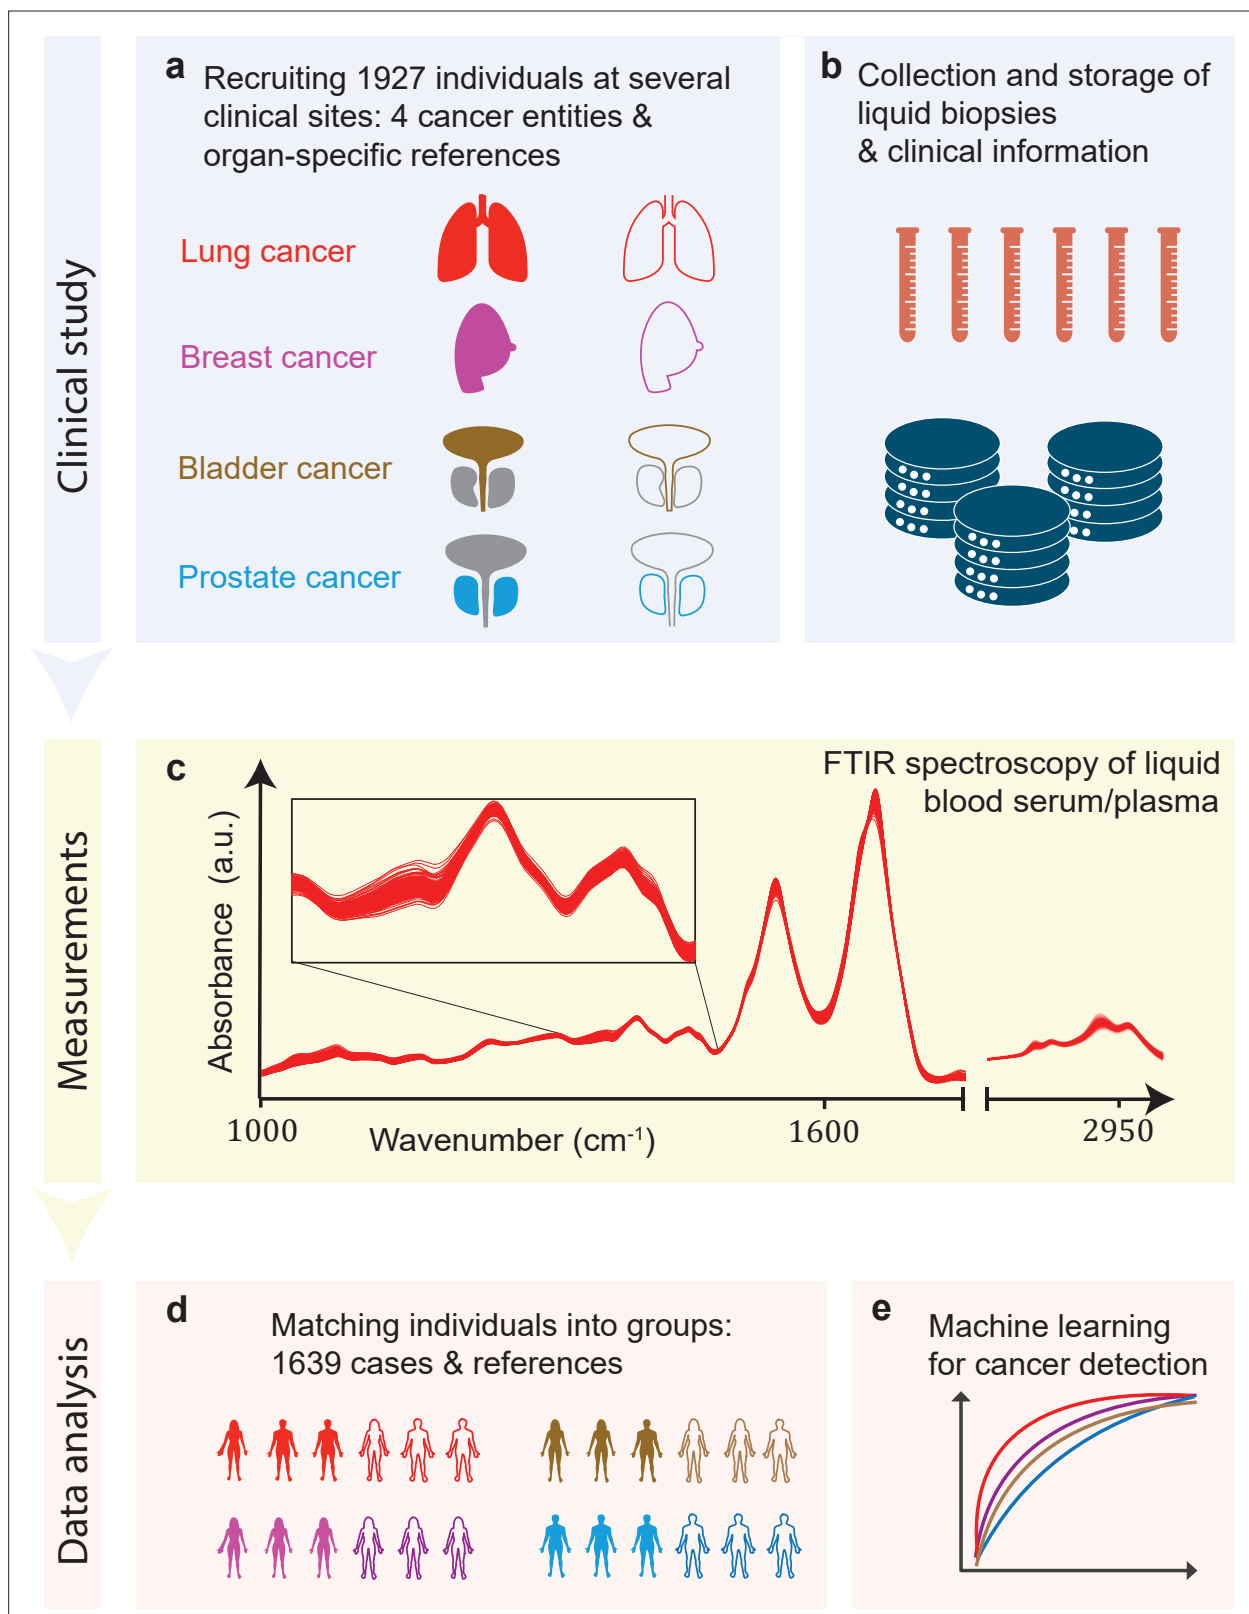 Clinical study
a
Recruiting 1927 individuals at several
clinical sites: 4 cancer entities &
organ-specific references
Lung cancer
Breast cancer
Bladder cancer
Prostate cancer
b
Collection and storage of
liquid biopsies
& clinical information
Measurements
c
FTIR spectroscopy of liquid
blood serum/plasma
Absorbance (a.u.)
1000
1600
2950
Wavenumber (cm⁻¹)
Data analysis
d
Matching individuals into groups:
1639 cases & references
e
Machine learning
for cancer detection